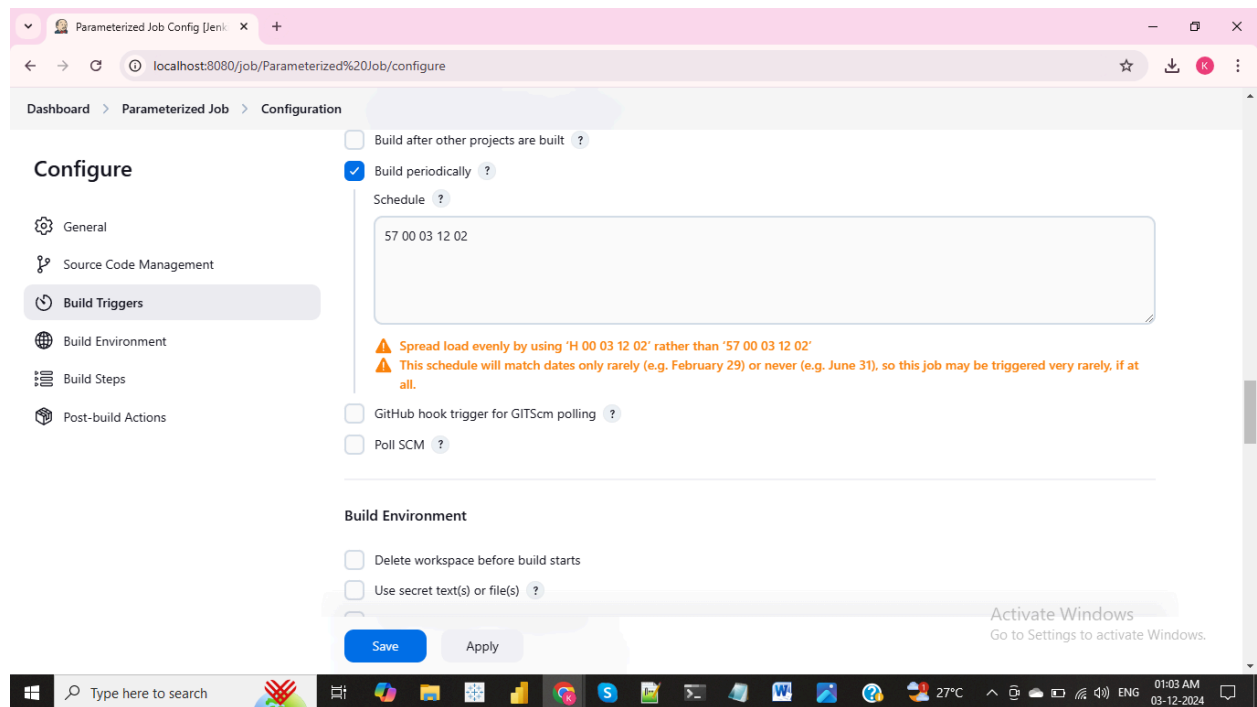 Parameterized Job Config [Jenk
localhost:8080/job/Parameterized%20Job/configure
K
Dashboard > Parameterized Job > Configuration
Configure
General
Source Code Management
Build Triggers
Build Environment
Build Steps
Post-build Actions
Build after other projects are built ?
Build periodically ?
Schedule ?
57 00 03 12 02
Spread load evenly by using ‘H 00 03 12 02’ rather than ‘57 00 03 12 02’
This schedule will match dates only rarely (e.g. February 29) or never (e.g. June 31), so this job may be triggered very rarely, if at
all.
GitHub hook trigger for GITScm polling ?
Poll SCM ?
Build Environment
Delete workspace before build starts
Use secret text(s) or file(s) ?
Save
Apply
Activate Windows
Go to Settings to activate Windows.
Type here to search
27°C
ENG
01:03 AM
03-12-2024